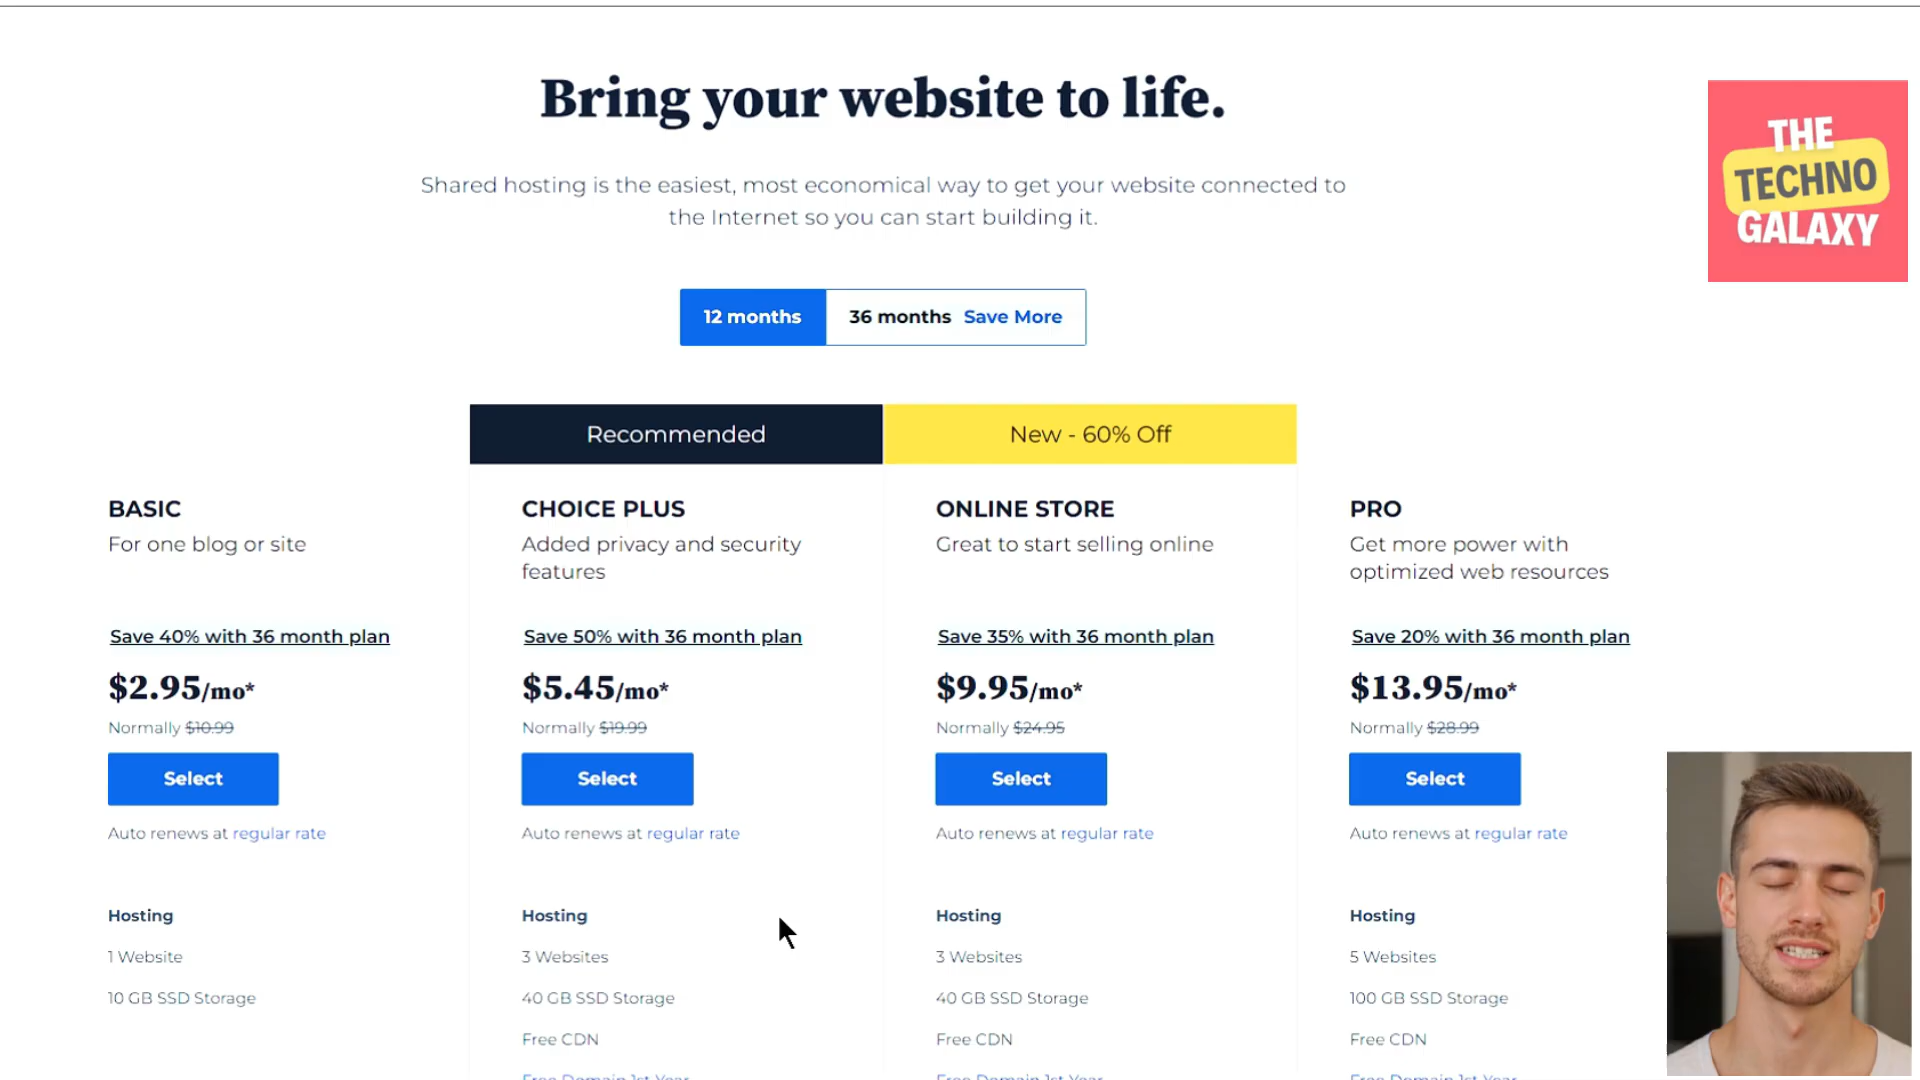 Bring your website to life.
Shared hosting is the easiest, most economical way to get your website connected to
the Internet so you can start building it.
THE
TECHNO
GALAXY
12 months
36 months Save More
Recommended
New - 60% Off
BASIC
For one blog or site
Save 40% with 36 month plan
$2.95/mo*
Normally $10.99
Select
Auto renews at regular rate
Hosting
1 Website
10 GB SSD Storage
CHOICE PLUS
Added privacy and security
features
Save 50% with 36 month plan
$5.45/mo*
Normally $19.99
Select
Auto renews at regular rate
Hosting
3 Websites
40 GB SSD Storage
Free CDN
Free Domain 1st Year
ONLINE STORE
Great to start selling online
Save 35% with 36 month plan
$9.95/mo*
Normally $24.95
Select
Auto renews at regular rate
Hosting
3 Websites
40 GB SSD Storage
Free CDN
Free Domain 1st Year
PRO
Get more power with
optimized web resources
Save 20% with 36 month plan
$13.95/mo*
Normally $28.99
Select
Auto renews at regular rate
Hosting
5 Websites
100 GB SSD Storage
Free CDN
Free Domain 1st Year